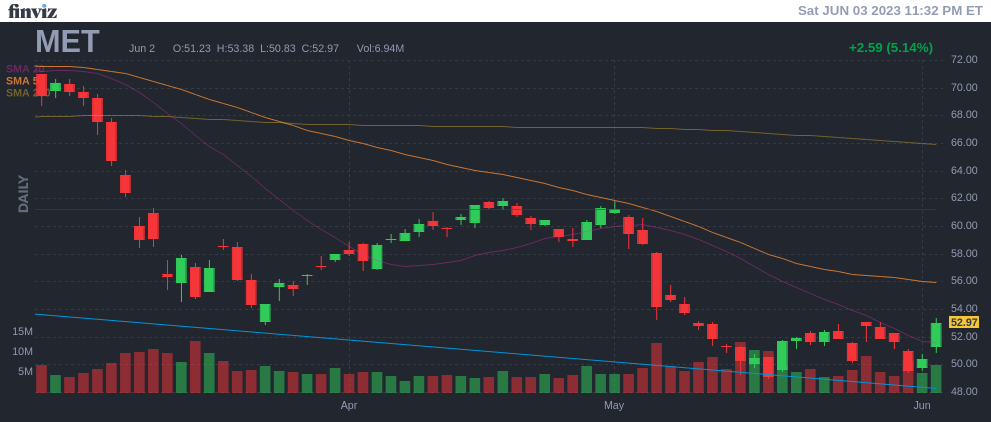 finviz
Sat JUN 03 2023 11:32 PM ET
MET
Jun 2 O:51.23 H:53.38 L:50.83 C:52.97 Vol:6.94M
+2.59 (5.14%)
SMA
SMA
SMA
DAILY
72.00
70.00
68.00
66.00
64.00
62.00
60.00
58.00
56.00
54.00
52.97
52.00
50.00
48.00
15M
10M
5M
Apr
May
Jun